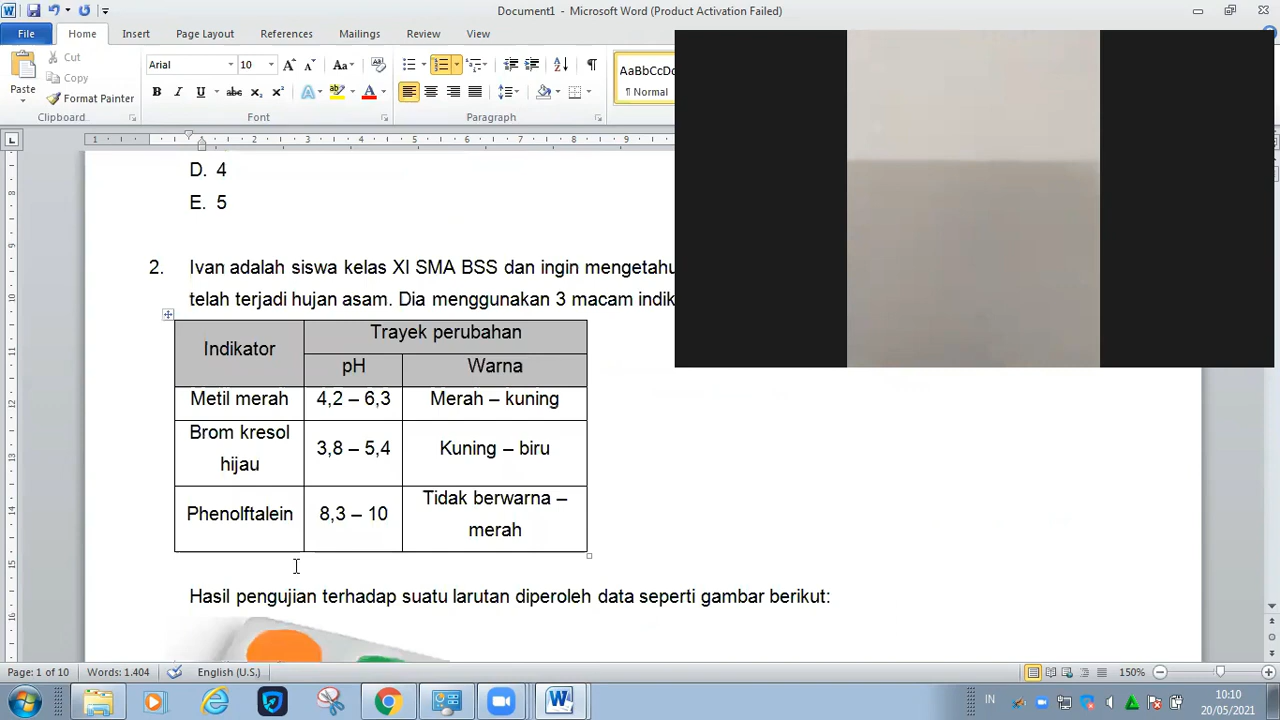 Document1 - Microsoft Word (Product Activation Failed)
File Home Insert Page Layout References Mailings Review View
Paste
Cut
Copy
Format Painter
Clipboard
Arial 10
Font
Paragraph
AaBbCcD
¶ Normal
D. 4
E. 5
2. Ivan adalah siswa kelas XI SMA BSS dan ingin
telah terjadi hujan asam. Dia menggunakan 3 macam
Indikator Trayek perubahan
pH Warna
Metil merah 4,2 – 6,3 Merah – kuning
Brom kresol
hijau 3,8 – 5,4 Kuning – biru
Phenolftalein 8,3 – 10 Tidak berwarna –
merah
Hasil pengujian terhadap suatu larutan diperoleh data seperti gambar berikut:
Page: 1 of 10 Words: 1.404 English (U.S.) 150%
IN 10:10
20/05/2021